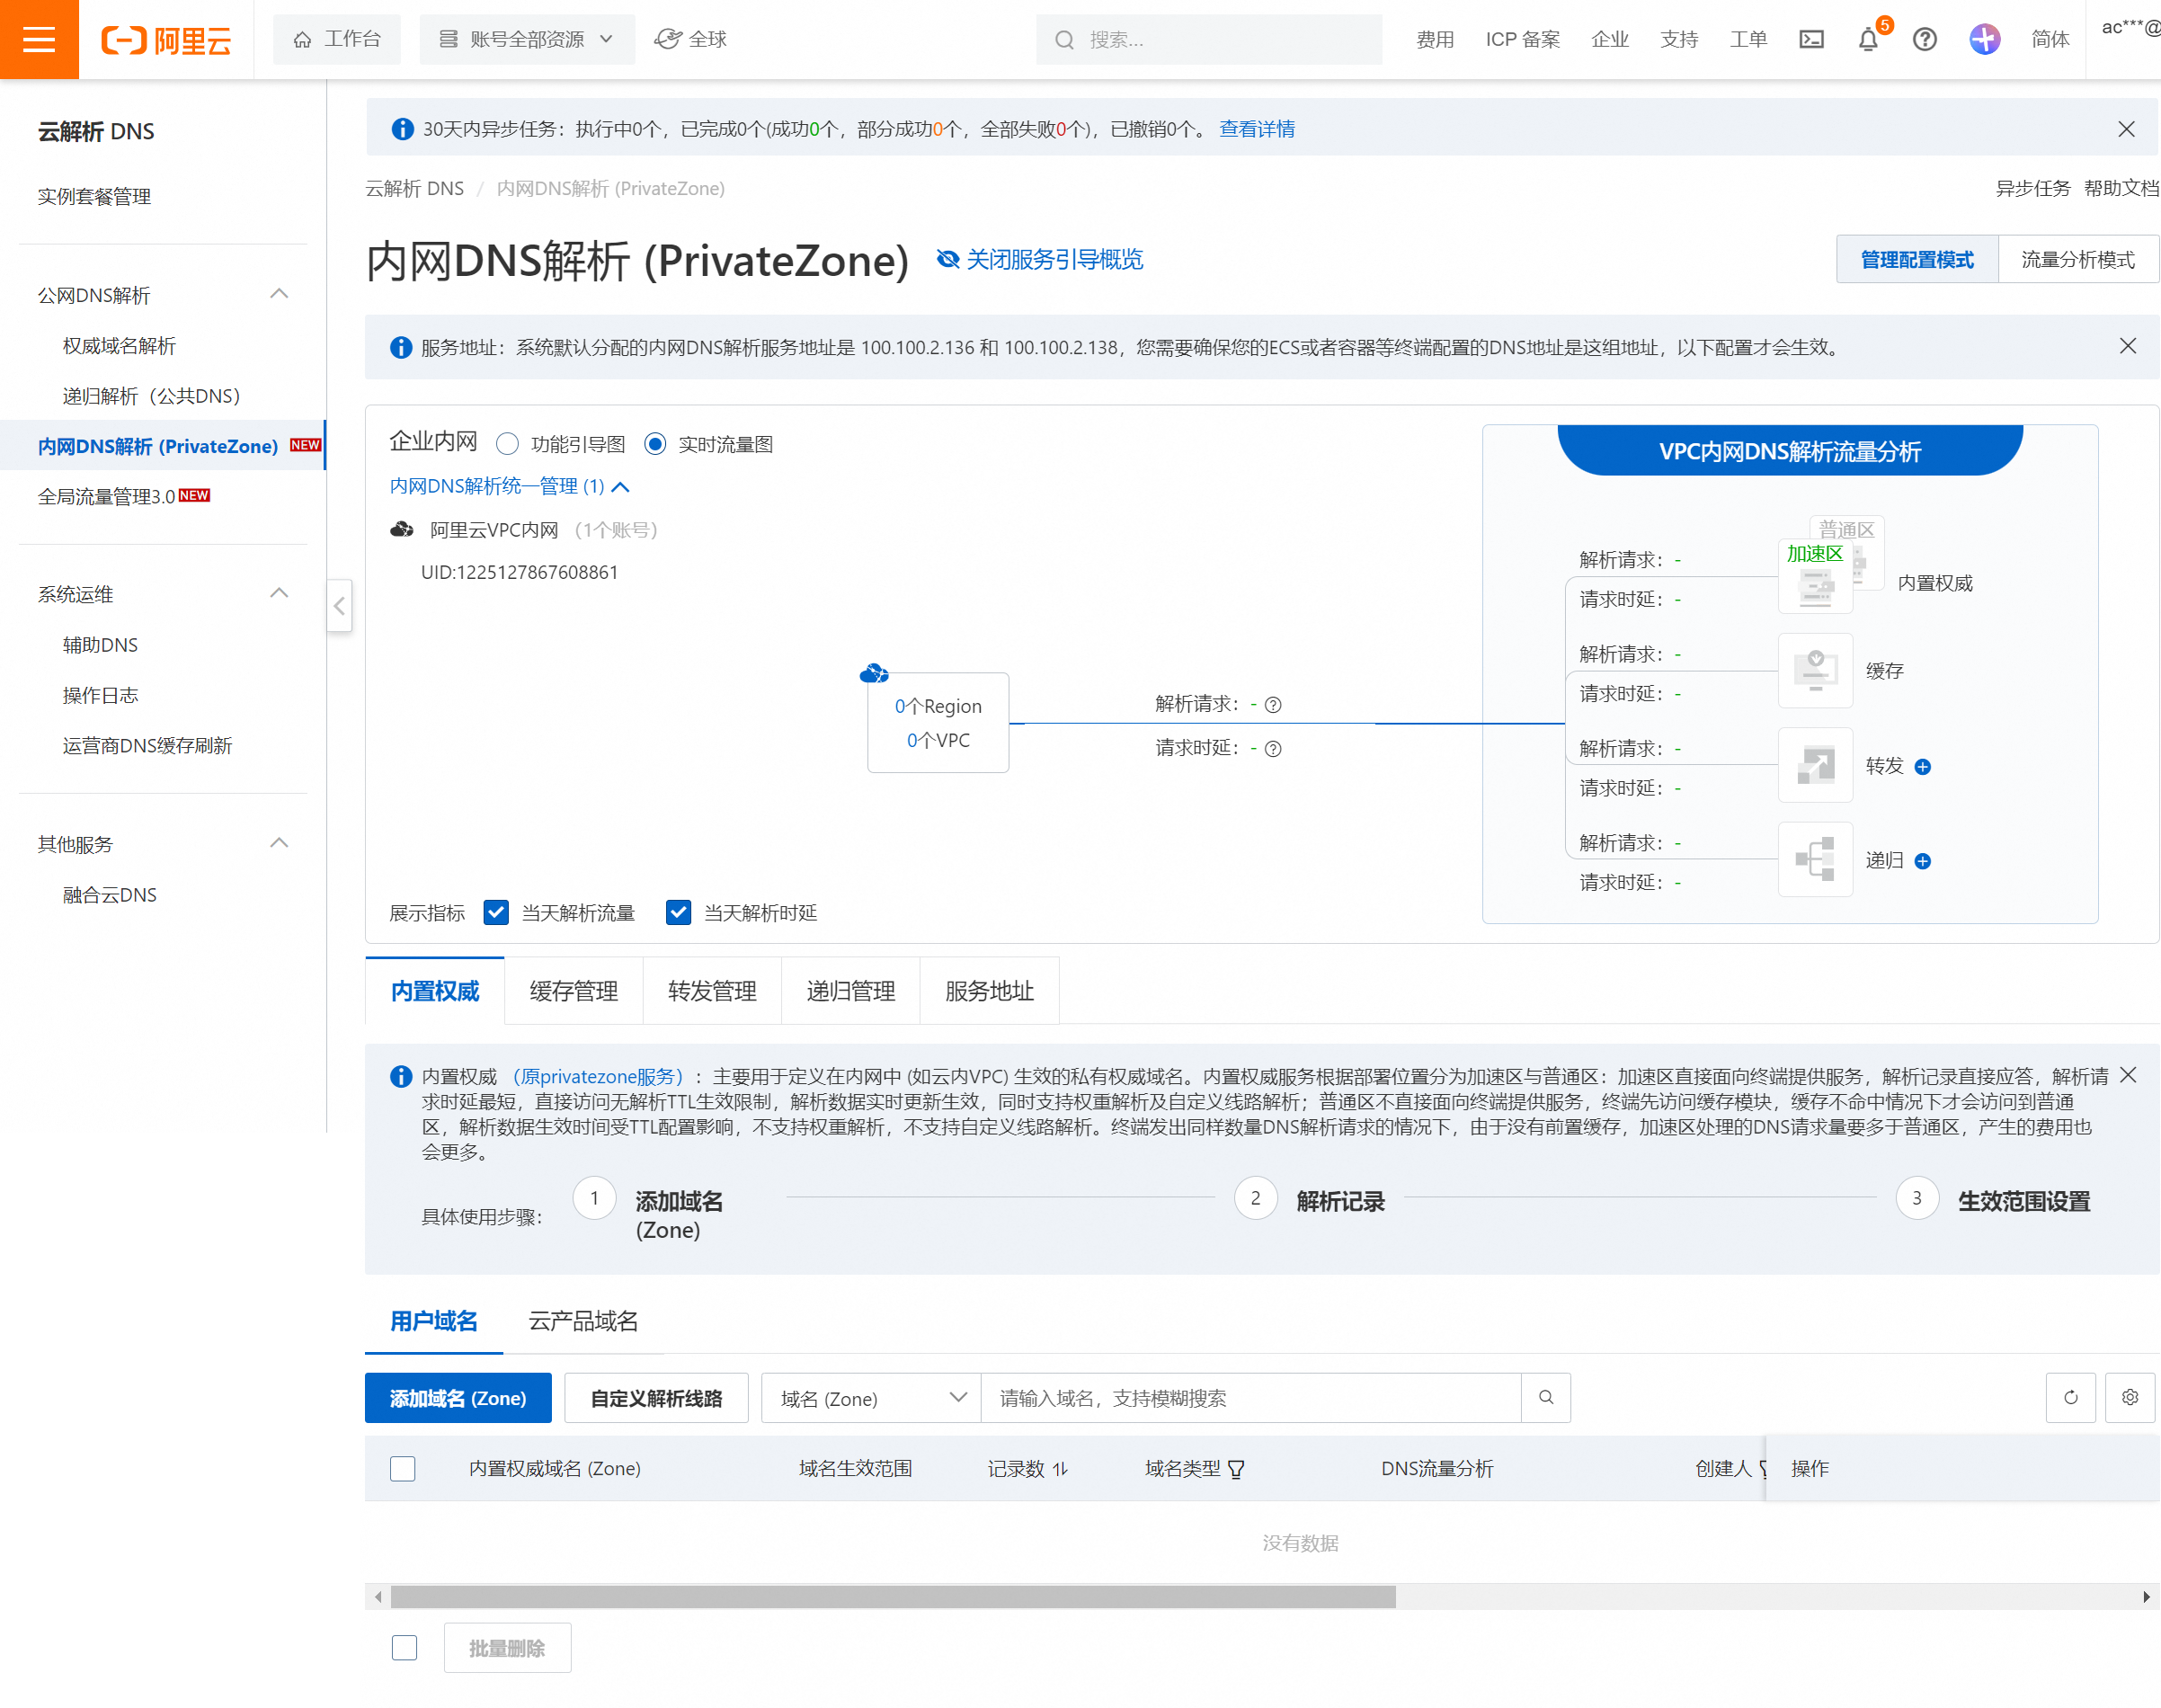 阿里云
工作台
账号全部资源
全球
搜索...
费用
ICP 备案
企业
支持
工单
5
简体
ac***@
云解析 DNS
实例套餐管理
公网DNS解析
权威域名解析
递归解析（公共DNS）
内网DNS解析 (PrivateZone) NEW
全局流量管理3.0 NEW
系统运维
辅助DNS
操作日志
运营商DNS缓存刷新
其他服务
融合云DNS
30天内异步任务：执行中0个，已完成0个(成功0个，部分成功0个，全部失败0个)，已撤销0个。 查看详情
云解析 DNS / 内网DNS解析 (PrivateZone)
异步任务 帮助文档
内网DNS解析 (PrivateZone)
关闭服务引导概览
管理配置模式
流量分析模式
服务地址：系统默认分配的内网DNS解析服务地址是 100.100.2.136 和 100.100.2.138，您需要确保您的ECS或者容器等终端配置的DNS地址是这组地址，以下配置才会生效。
企业内网
功能引导图
实时流量图
内网DNS解析统一管理 (1)
阿里云VPC内网 （1个账号）
UID:1225127867608861
0个Region
0个VPC
解析请求： -
请求时延： -
VPC内网DNS解析流量分析
普通区
加速区
解析请求： -
请求时延： -
内置权威
解析请求： -
请求时延： -
缓存
解析请求： -
请求时延： -
转发
解析请求： -
请求时延： -
递归
展示指标
当天解析流量
当天解析时延
内置权威
缓存管理
转发管理
递归管理
服务地址
内置权威 （原privatezone服务）：主要用于定义在内网中 (如云内VPC) 生效的私有权威域名。内置权威服务根据部署位置分为加速区与普通区：加速区直接面向终端提供服务，解析记录直接应答，解析请
求时延最短，直接访问无解析TTL生效限制，解析数据实时更新生效，同时支持权重解析及自定义线路解析；普通区不直接面向终端提供服务，终端先访问缓存模块，缓存不命中情况下才会访问到普通
区，解析数据生效时间受TTL配置影响，不支持权重解析，不支持自定义线路解析。终端发出同样数量DNS解析请求的情况下，由于没有前置缓存，加速区处理的DNS请求量要多于普通区，产生的费用也
会更多。
具体使用步骤：
1 添加域名
(Zone)
2 解析记录
3 生效范围设置
用户域名
云产品域名
添加域名 (Zone)
自定义解析线路
域名 (Zone)
请输入域名，支持模糊搜索
内置权威域名 (Zone)
域名生效范围
记录数
域名类型
DNS流量分析
创建人
操作
没有数据
批量删除